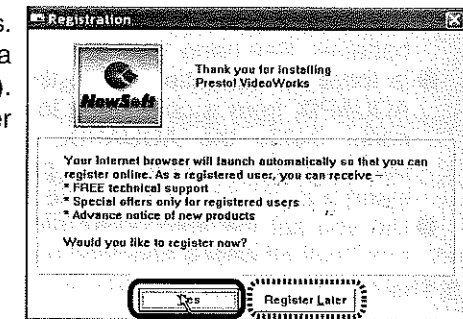 s.
a
).
er
Registration
NewSoft
Thank you for installing
Presto! VideoWorks
Your Internet browser will launch automatically so that you can
register online. As a registered user, you can receive --
* FREE technical support
* Special offers only for registered users
* Advance notice of new products
Would you like to register now?
Yes
Register Later